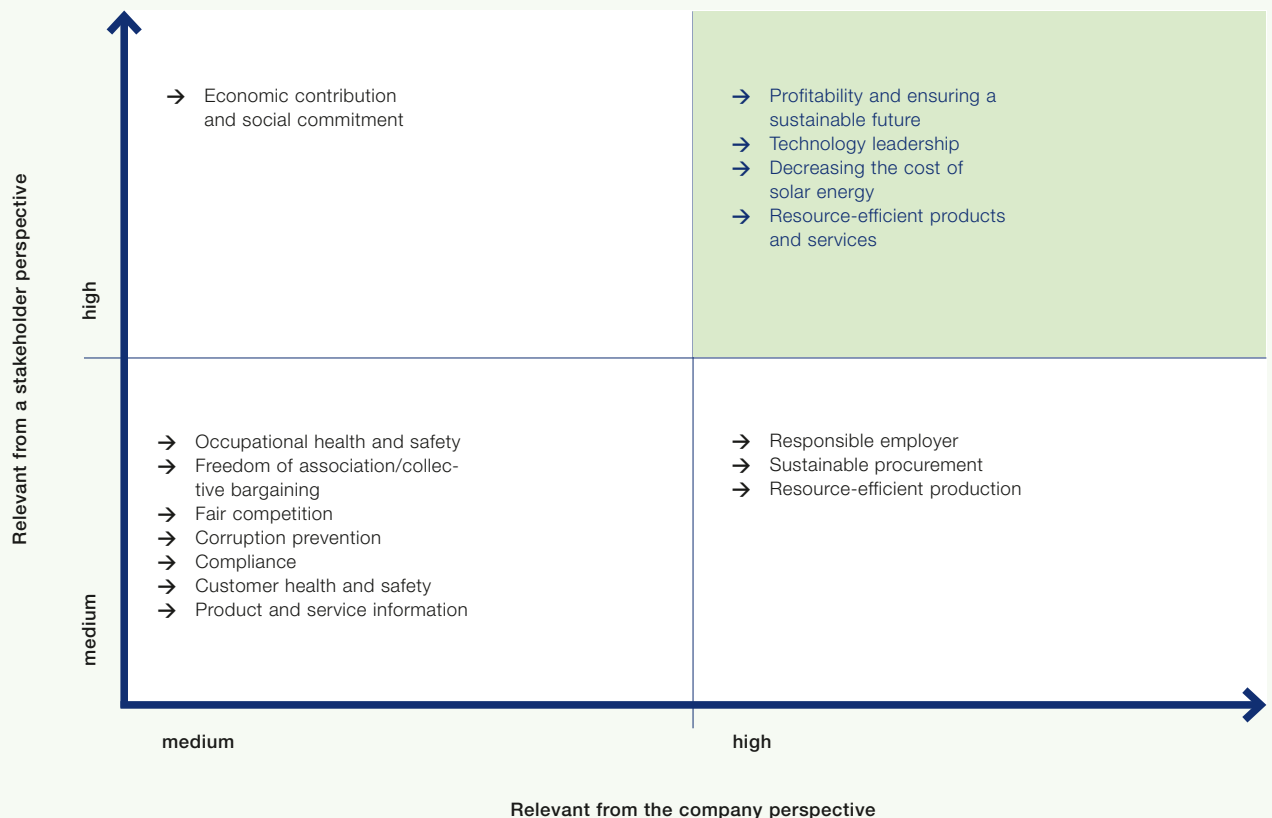 Relevant from a stakeholder perspective
high
medium
→ Economic contribution
and social commitment
→ Profitability and ensuring a
sustainable future
→ Technology leadership
→ Decreasing the cost of
solar energy
→ Resource-efficient products
and services
→ Occupational health and safety
→ Freedom of association/collec-
tive bargaining
→ Fair competition
→ Corruption prevention
→ Compliance
→ Customer health and safety
→ Product and service information
→ Responsible employer
→ Sustainable procurement
→ Resource-efficient production
medium
high
Relevant from the company perspective